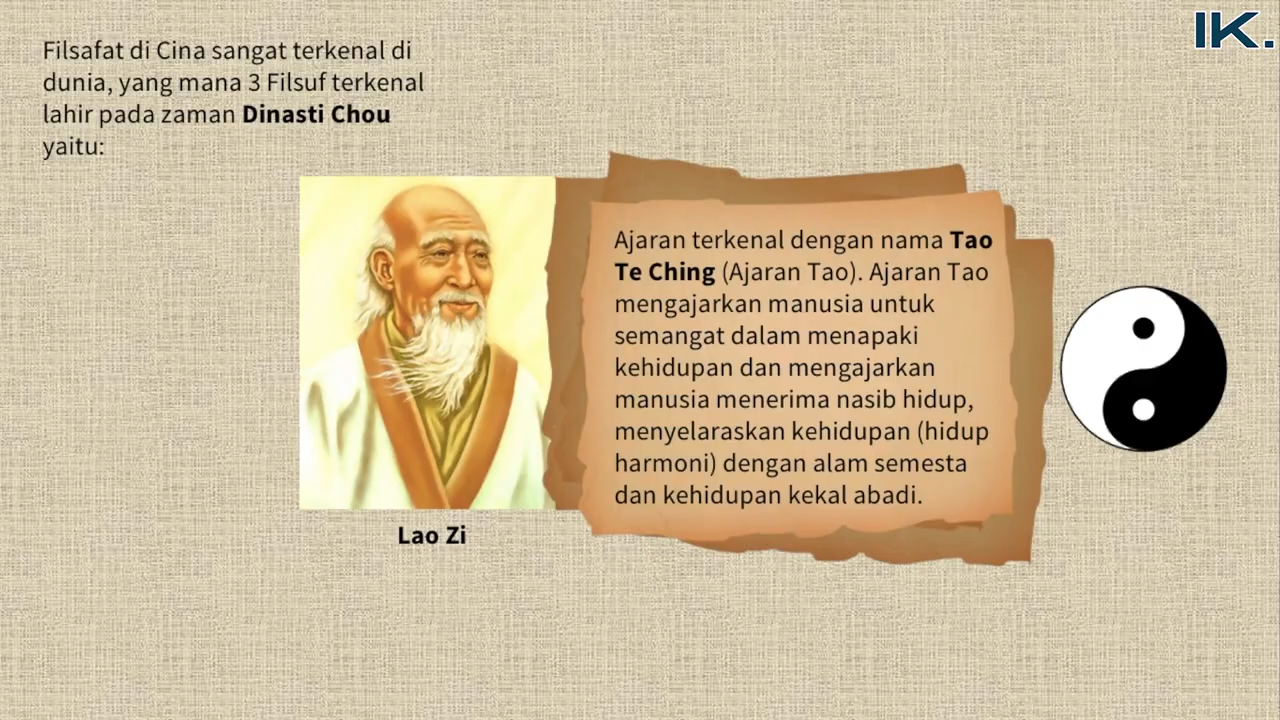 IK.
Filsafat di Cina sangat terkenal di
dunia, yang mana 3 Filsuf terkenal
lahir pada zaman Dinasti Chou
yaitu:
Ajaran terkenal dengan nama Tao
Te Ching (Ajaran Tao). Ajaran Tao
mengajarkan manusia untuk
semangat dalam menapaki
kehidupan dan mengajarkan
manusia menerima nasib hidup,
menyelaraskan kehidupan (hidup
harmoni) dengan alam semesta
dan kehidupan kekal abadi.
Lao Zi